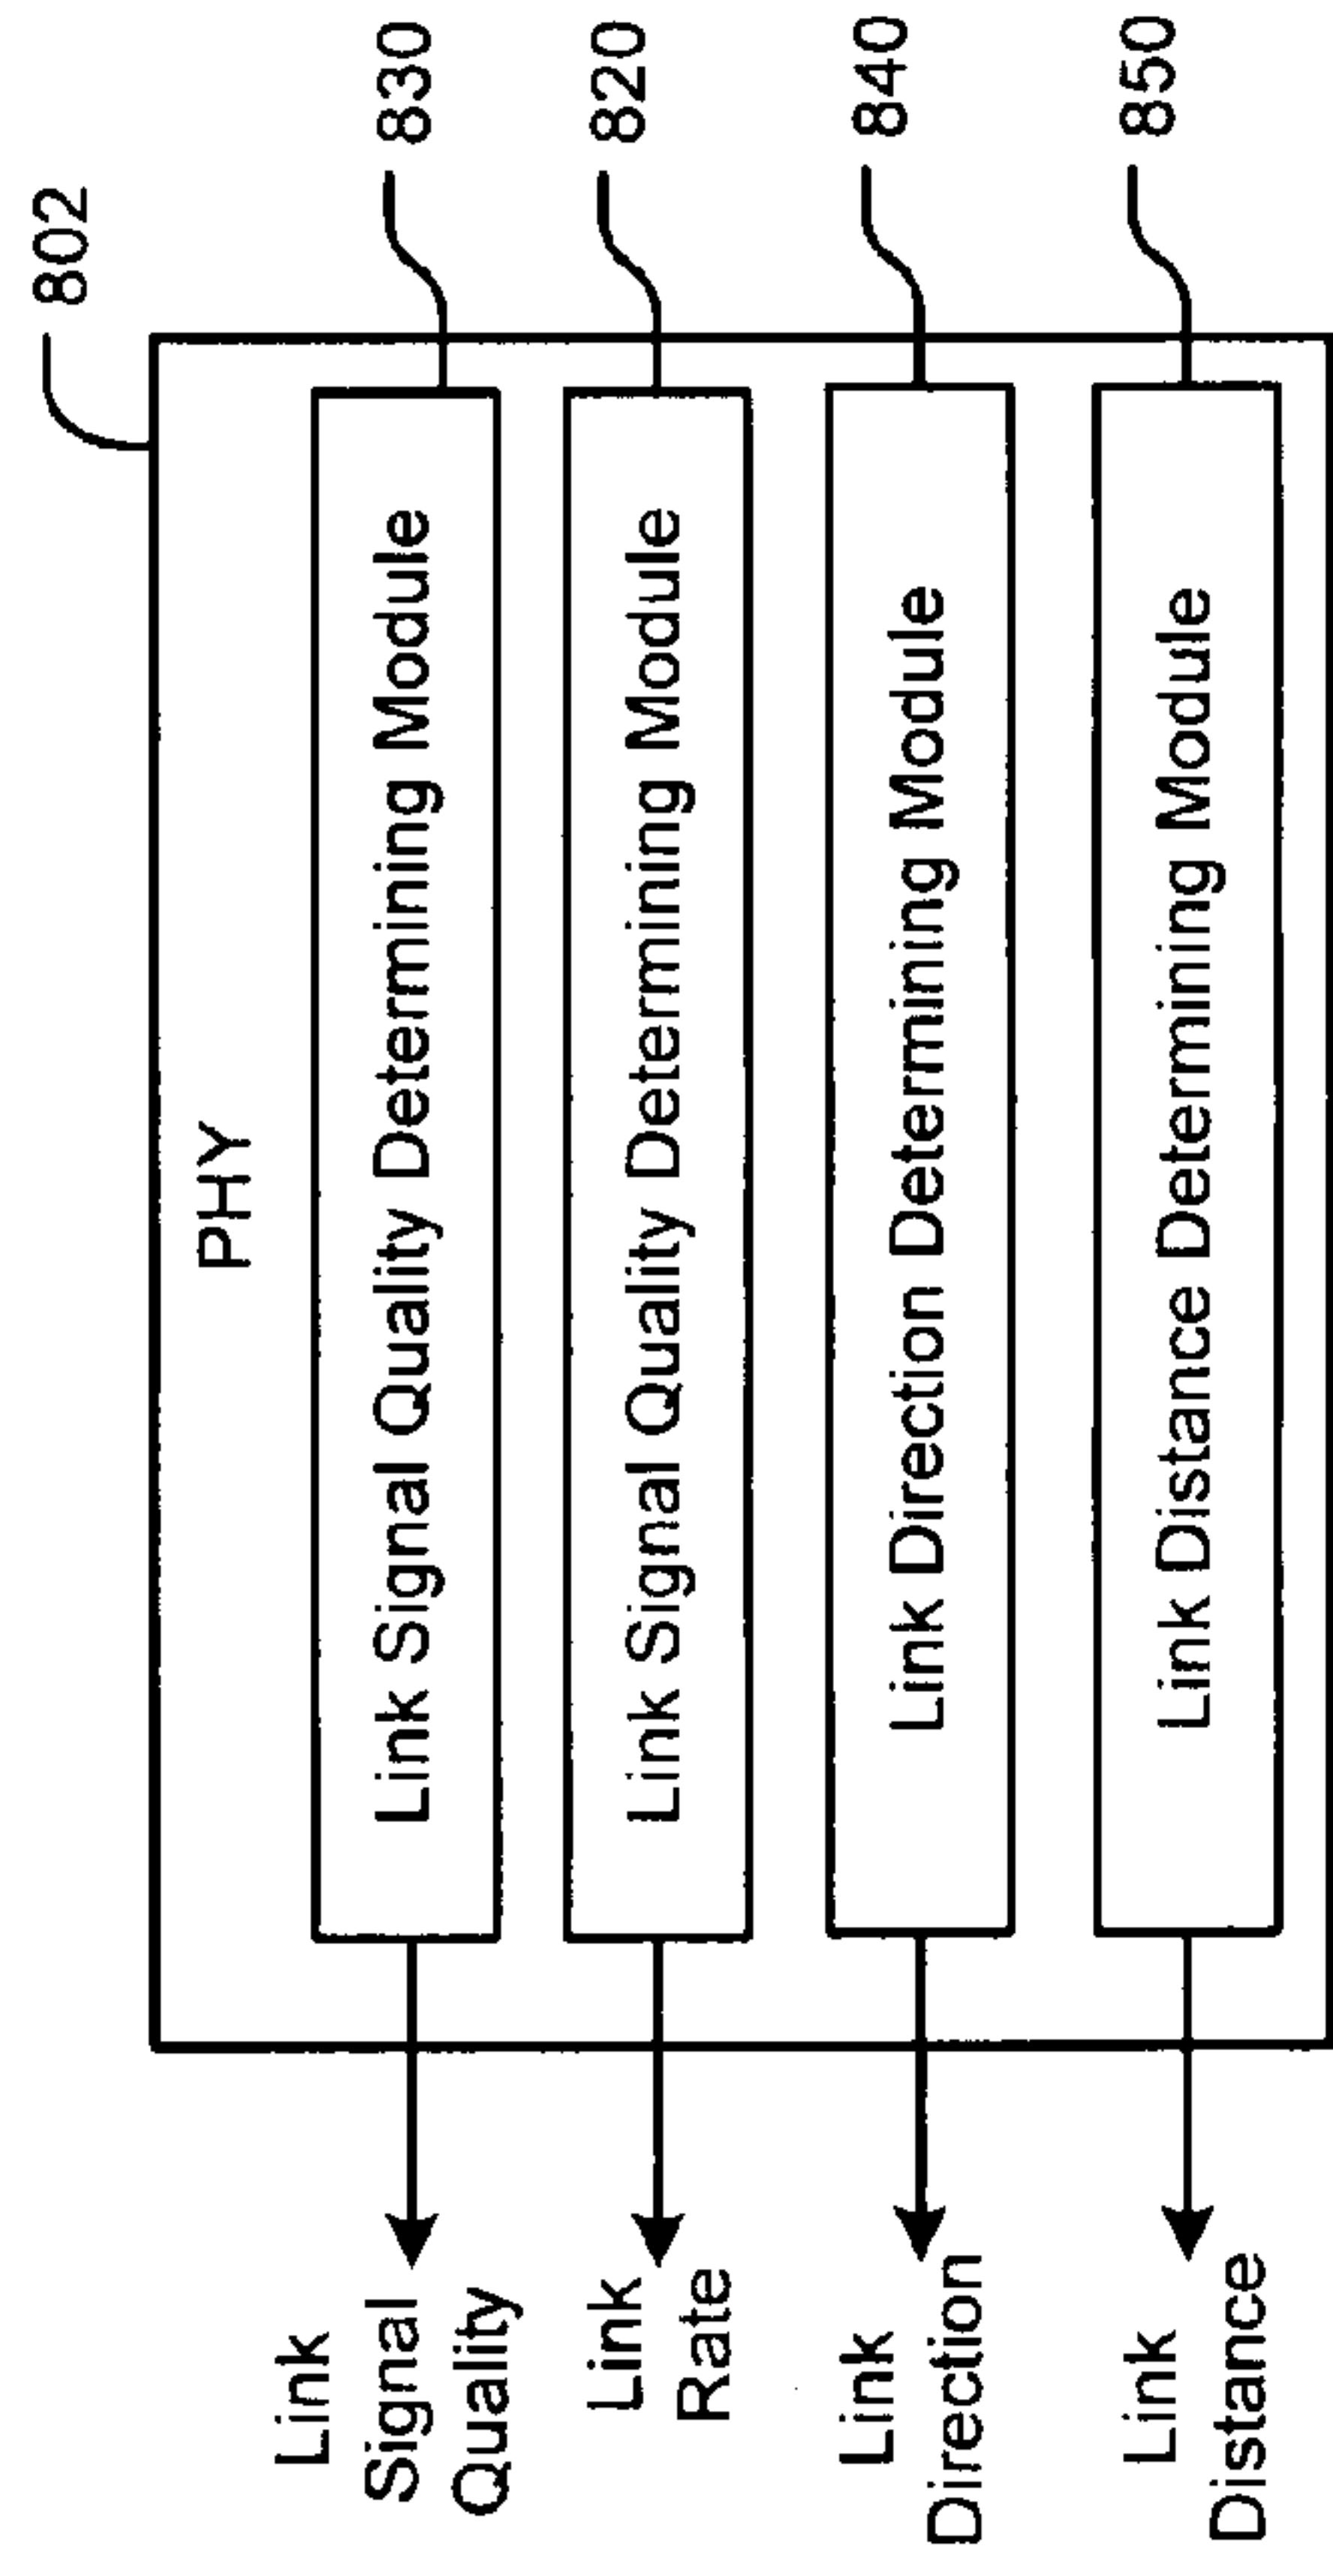 802
PHY
Link
Signal
Quality
Link Signal Quality Determining Module
830
Link
Rate
Link Signal Quality Determining Module
820
Link
Direction
Link Direction Determining Module
840
Link
Distance
Link Distance Determining Module
850